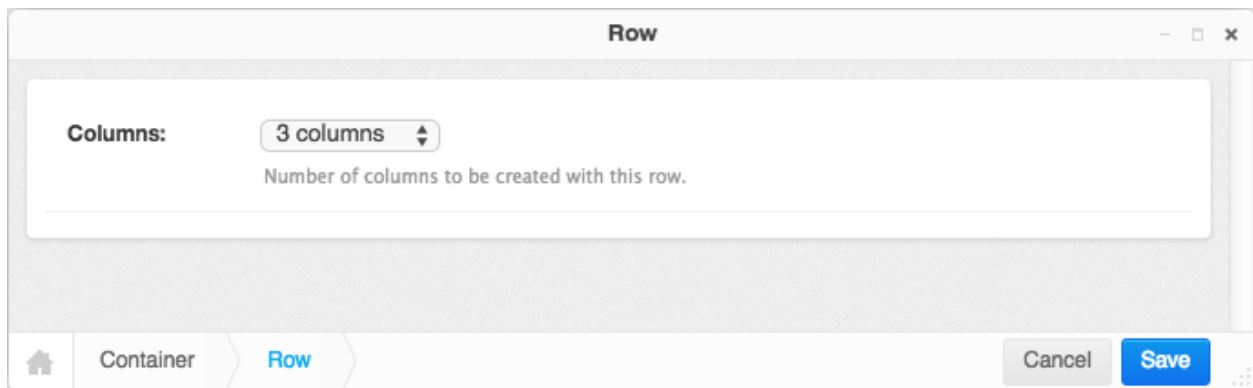 Row
Columns: 3 columns
Number of columns to be created with this row.
Container Row Cancel Save